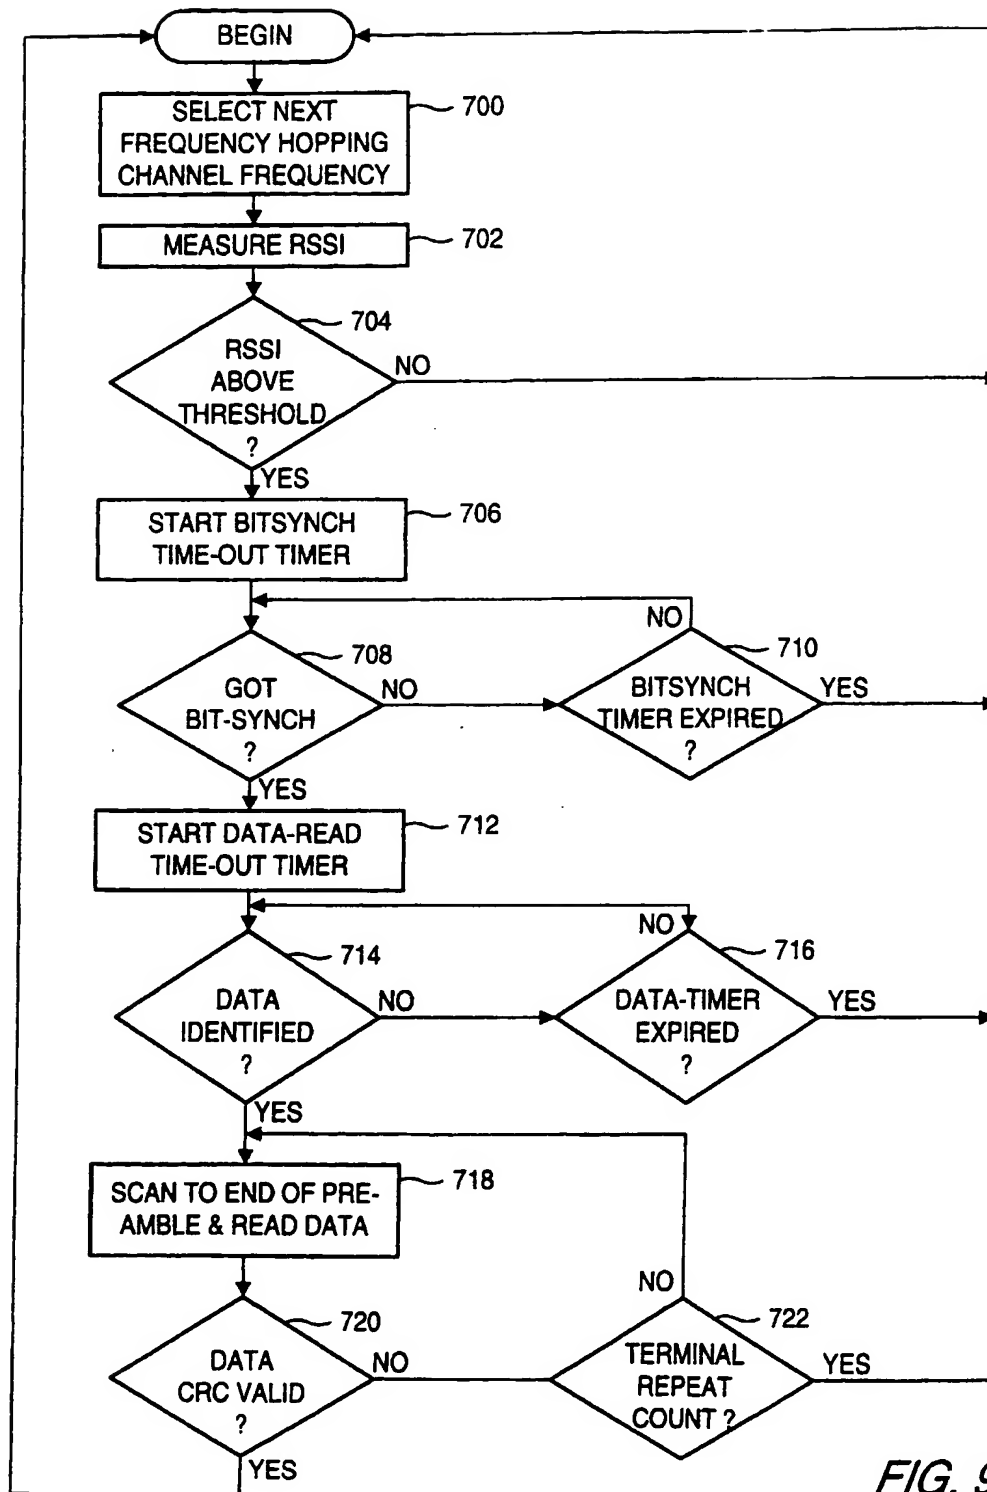 BEGIN
SELECT NEXT
FREQUENCY HOPPING
CHANNEL FREQUENCY
700
MEASURE RSSI
702
704
RSSI
ABOVE
THRESHOLD
?
NO
YES
START BITSYNCH
TIME-OUT TIMER
706
708
GOT
BIT-SYNCH
?
NO
YES
NO
710
BITSYNCH
TIMER EXPIRED
?
YES
START DATA-READ
TIME-OUT TIMER
712
714
DATA
IDENTIFIED
?
NO
YES
NO
716
DATA-TIMER
EXPIRED
?
YES
SCAN TO END OF PRE-
AMBLE & READ DATA
718
720
DATA
CRC VALID
?
NO
YES
NO
722
TERMINAL
REPEAT
COUNT ?
YES
FIG. 9